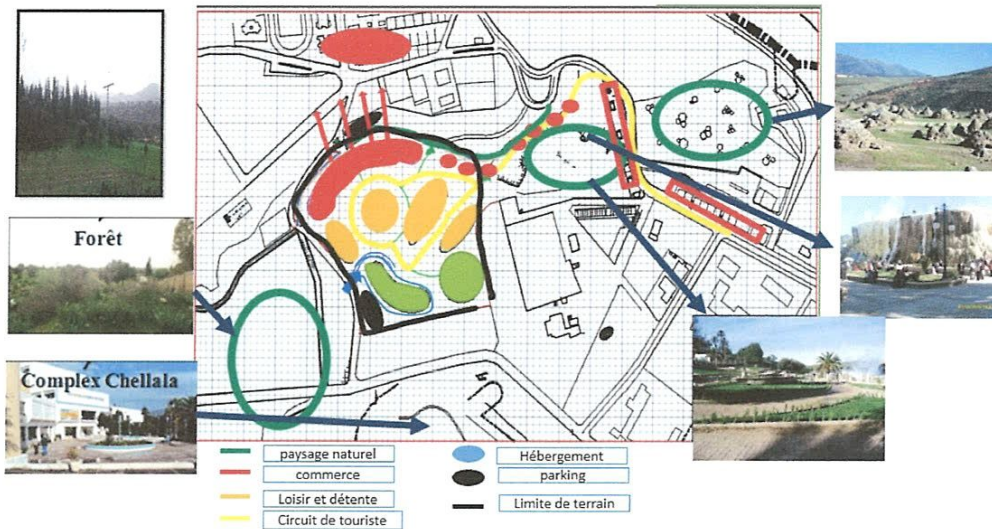 Forêt
Complex Chellala
paysage naturel
commerce
Loisir et détente
Circuit de touriste
Hébergement
parking
Limite de terrain